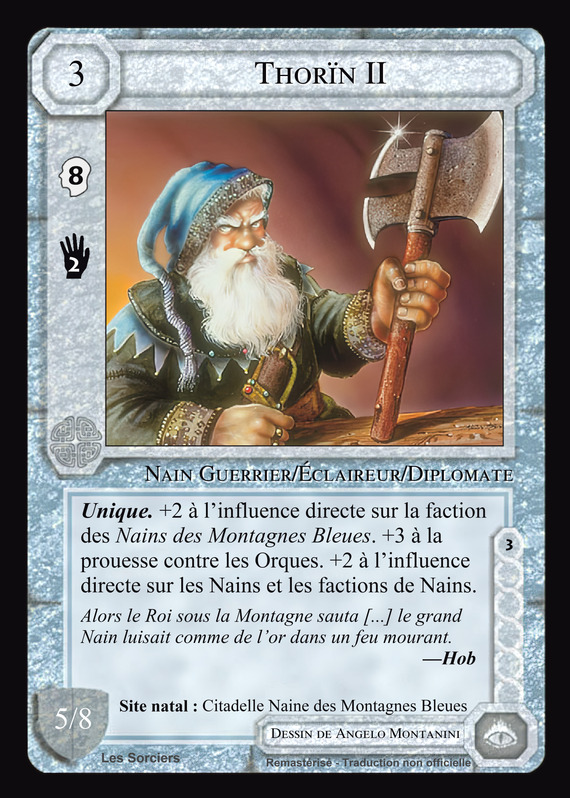 3
Thorïn II
8
2
Nain Guerrier/Éclaireur/Diplomate
Unique. +2 à l'influence directe sur la faction
des Nains des Montagnes Bleues. +3 à la
prouesse contre les Orques. +2 à l'influence
directe sur les Nains et les factions de Nains.
3
Alors le Roi sous la Montagne sauta [...] le grand
Nain luisait comme de l'or dans un feu mourant.
—Hob
Site natal : Citadelle Naine des Montagnes Bleues
5/8
Dessin de Angelo Montanini
Les Sorciers
Remastérisé - Traduction non officielle